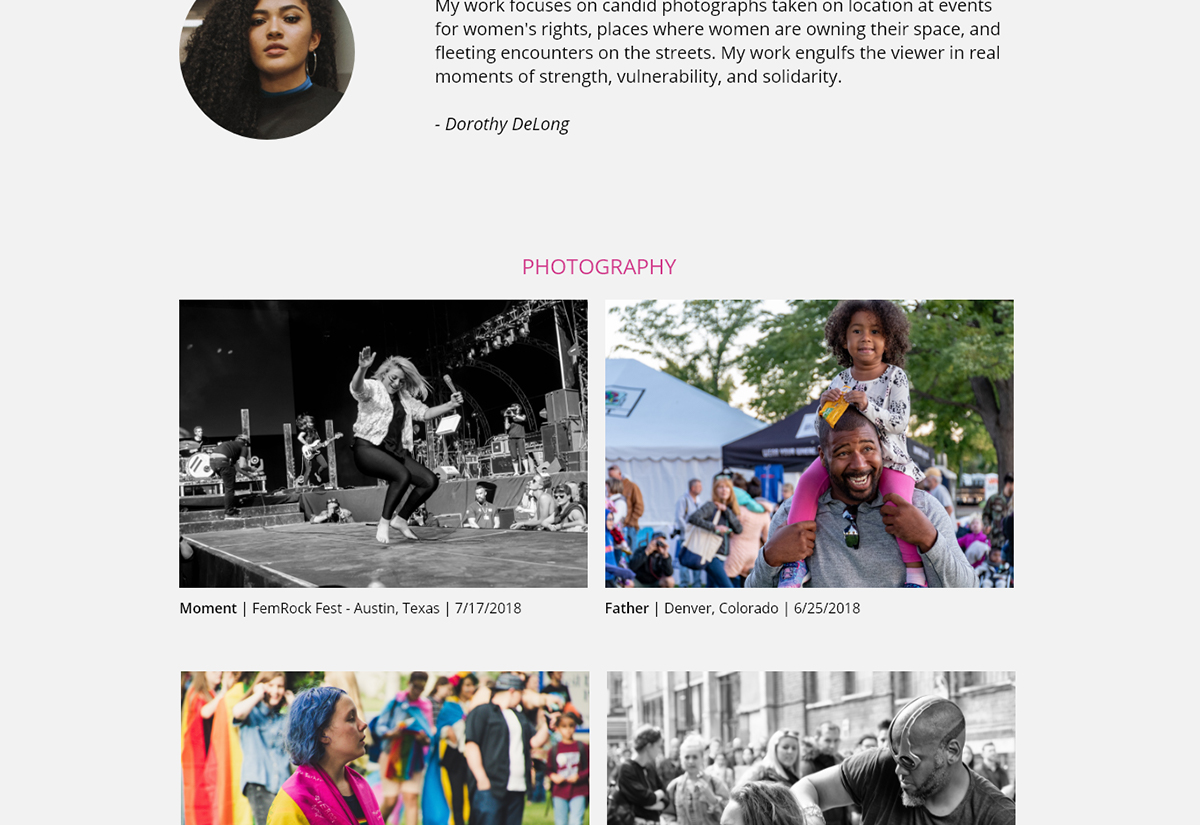 My work focuses on candid photographs taken on location at events
for women's rights, places where women are owning their space, and
fleeting encounters on the streets. My work engulfs the viewer in real
moments of strength, vulnerability, and solidarity.
- Dorothy DeLong
PHOTOGRAPHY
Moment | FemRock Fest - Austin, Texas | 7/17/2018
Father | Denver, Colorado | 6/25/2018